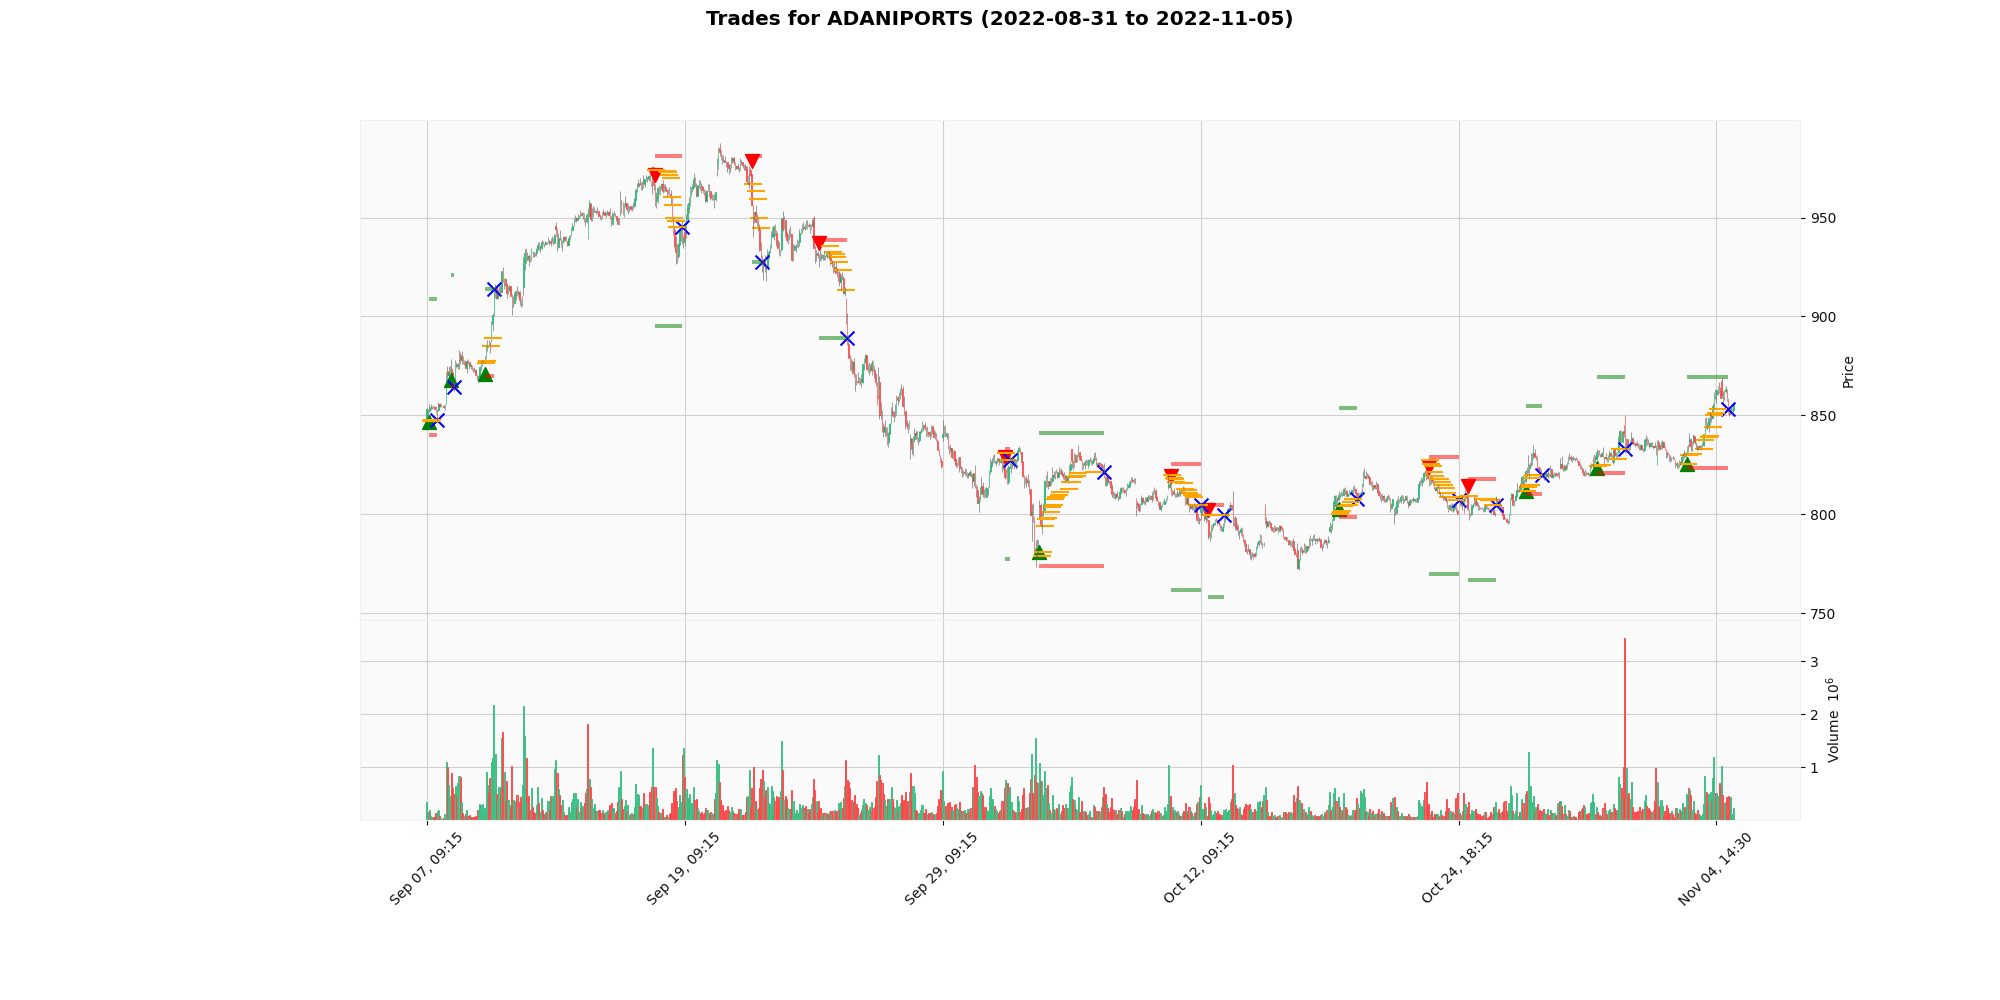 Trades for ADANIPORTS (2022-08-31 to 2022-11-05)
950
900
850
800
750
Price
3
2
1
Volume 10^6
Sep 07, 09:15
Sep 19, 09:15
Sep 29, 09:15
Oct 12, 09:15
Oct 24, 18:15
Nov 04, 14:30